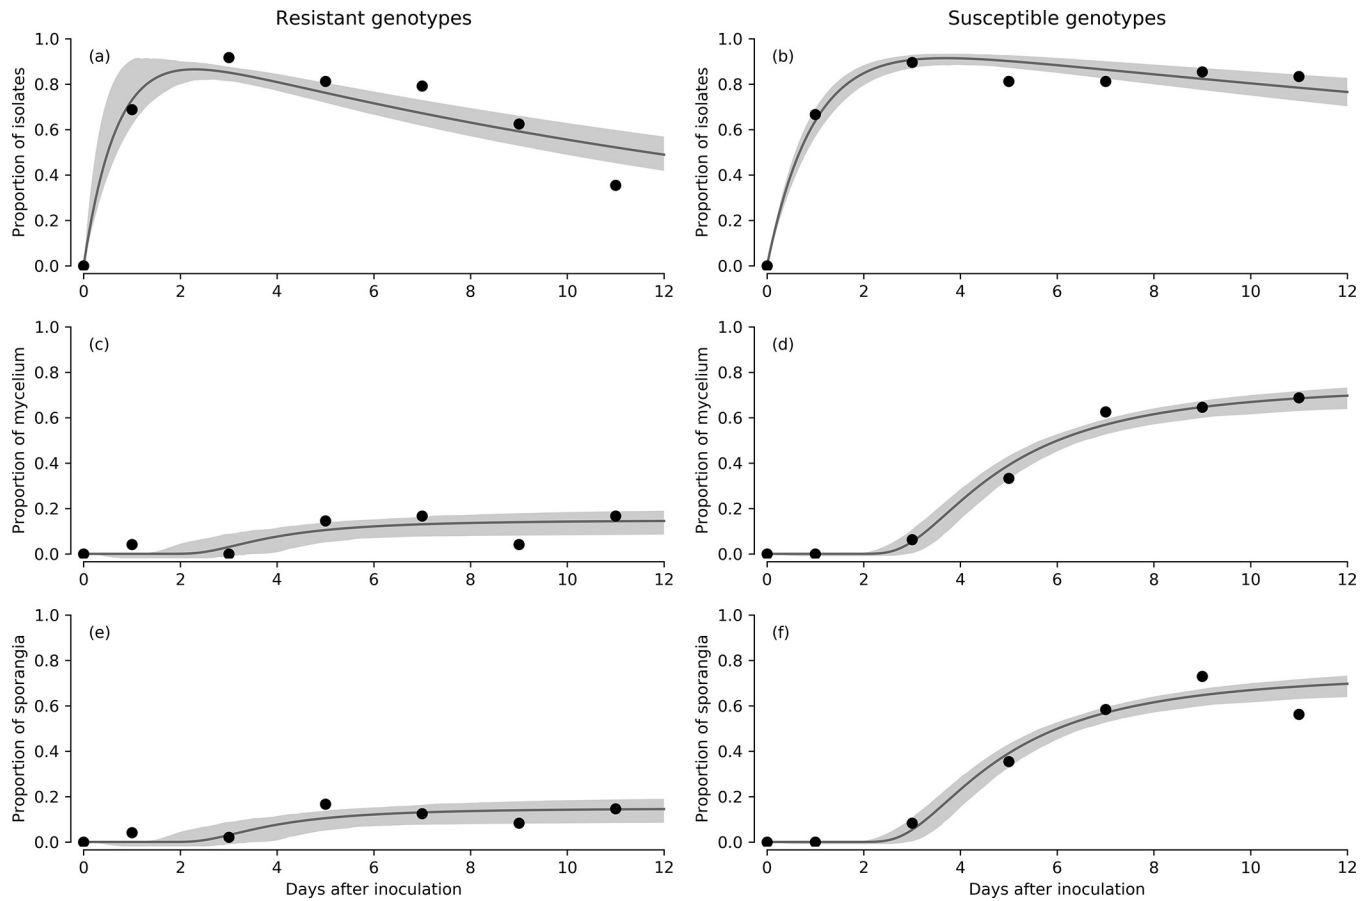 Resistant genotypes
Susceptible genotypes
(a)
Proportion of isolates
1.0
0.8
0.6
0.4
0.2
0.0
0 2 4 6 8 10 12
(b)
Proportion of isolates
1.0
0.8
0.6
0.4
0.2
0.0
0 2 4 6 8 10 12
(c)
Proportion of mycelium
1.0
0.8
0.6
0.4
0.2
0.0
0 2 4 6 8 10 12
(d)
Proportion of mycelium
1.0
0.8
0.6
0.4
0.2
0.0
0 2 4 6 8 10 12
(e)
Proportion of sporangia
1.0
0.8
0.6
0.4
0.2
0.0
0 2 4 6 8 10 12
Days after inoculation
(f)
Proportion of sporangia
1.0
0.8
0.6
0.4
0.2
0.0
0 2 4 6 8 10 12
Days after inoculation